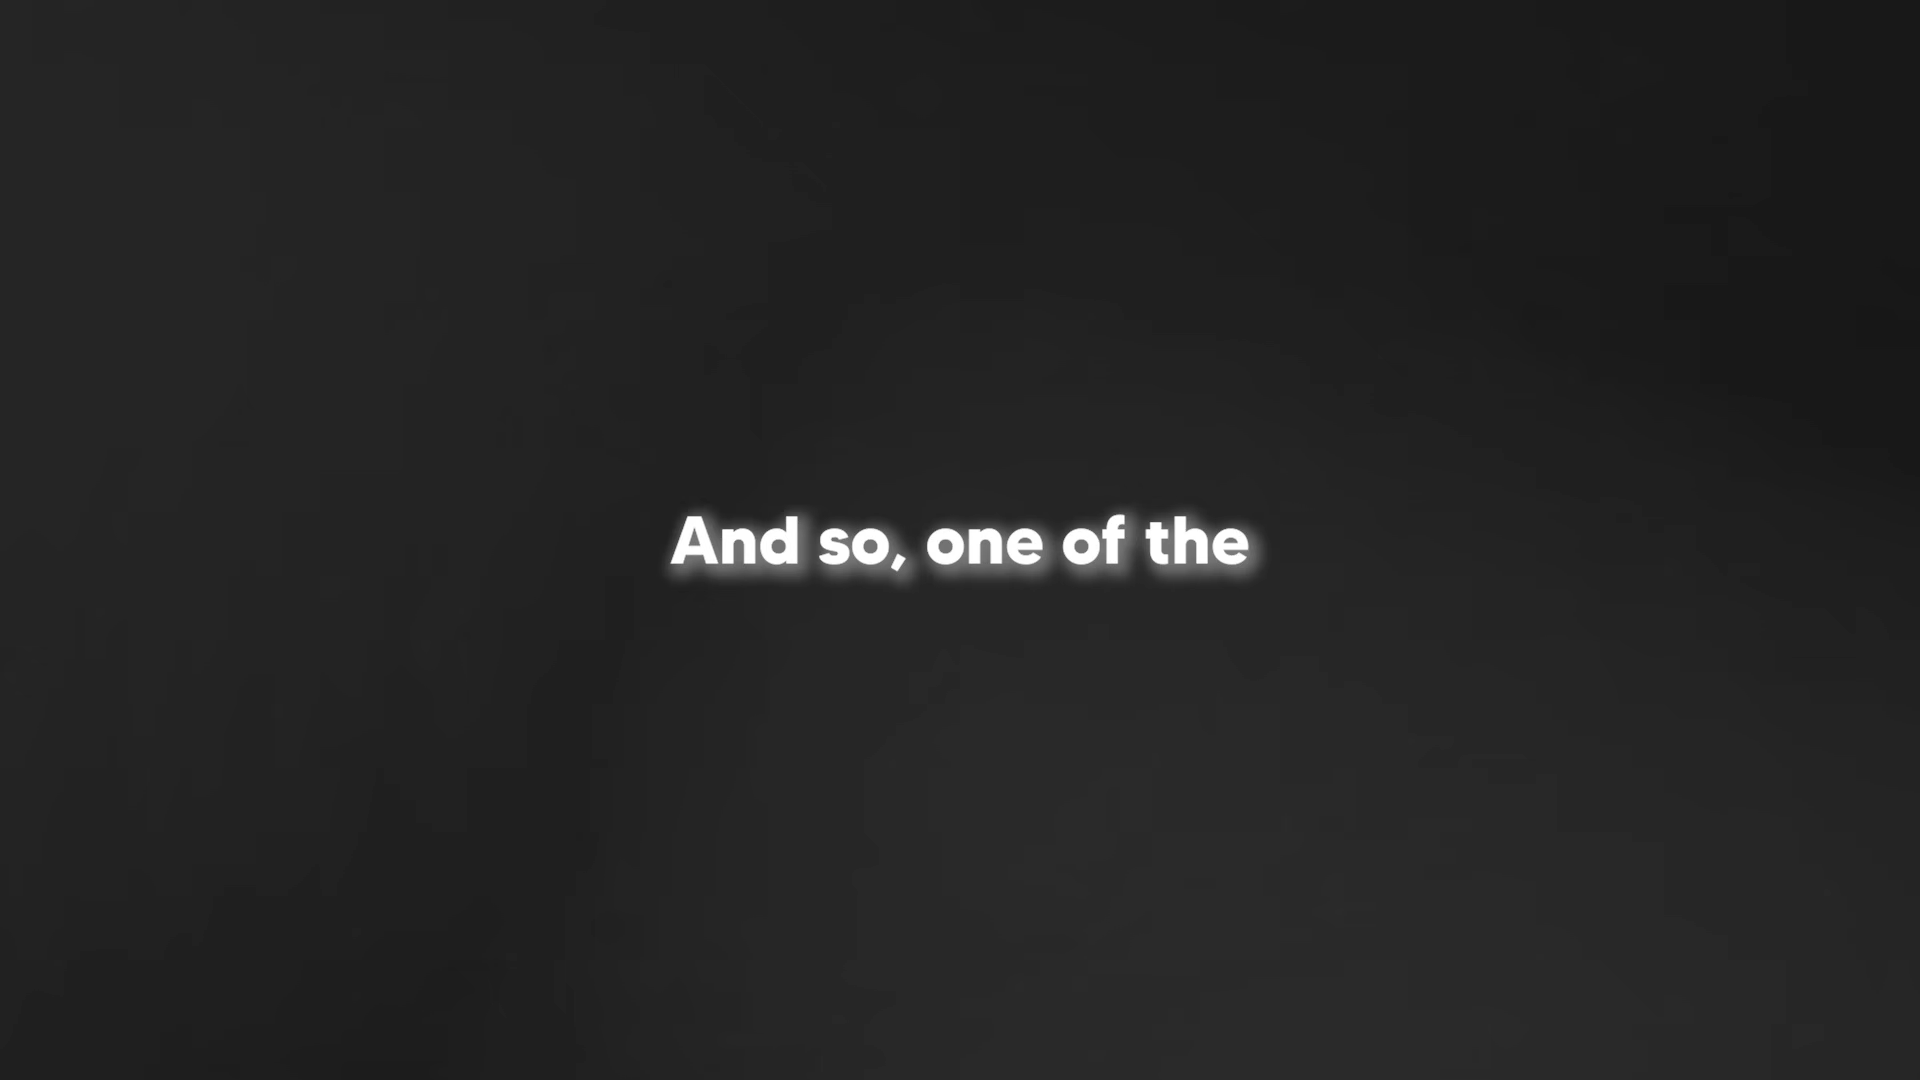 And so, one of the